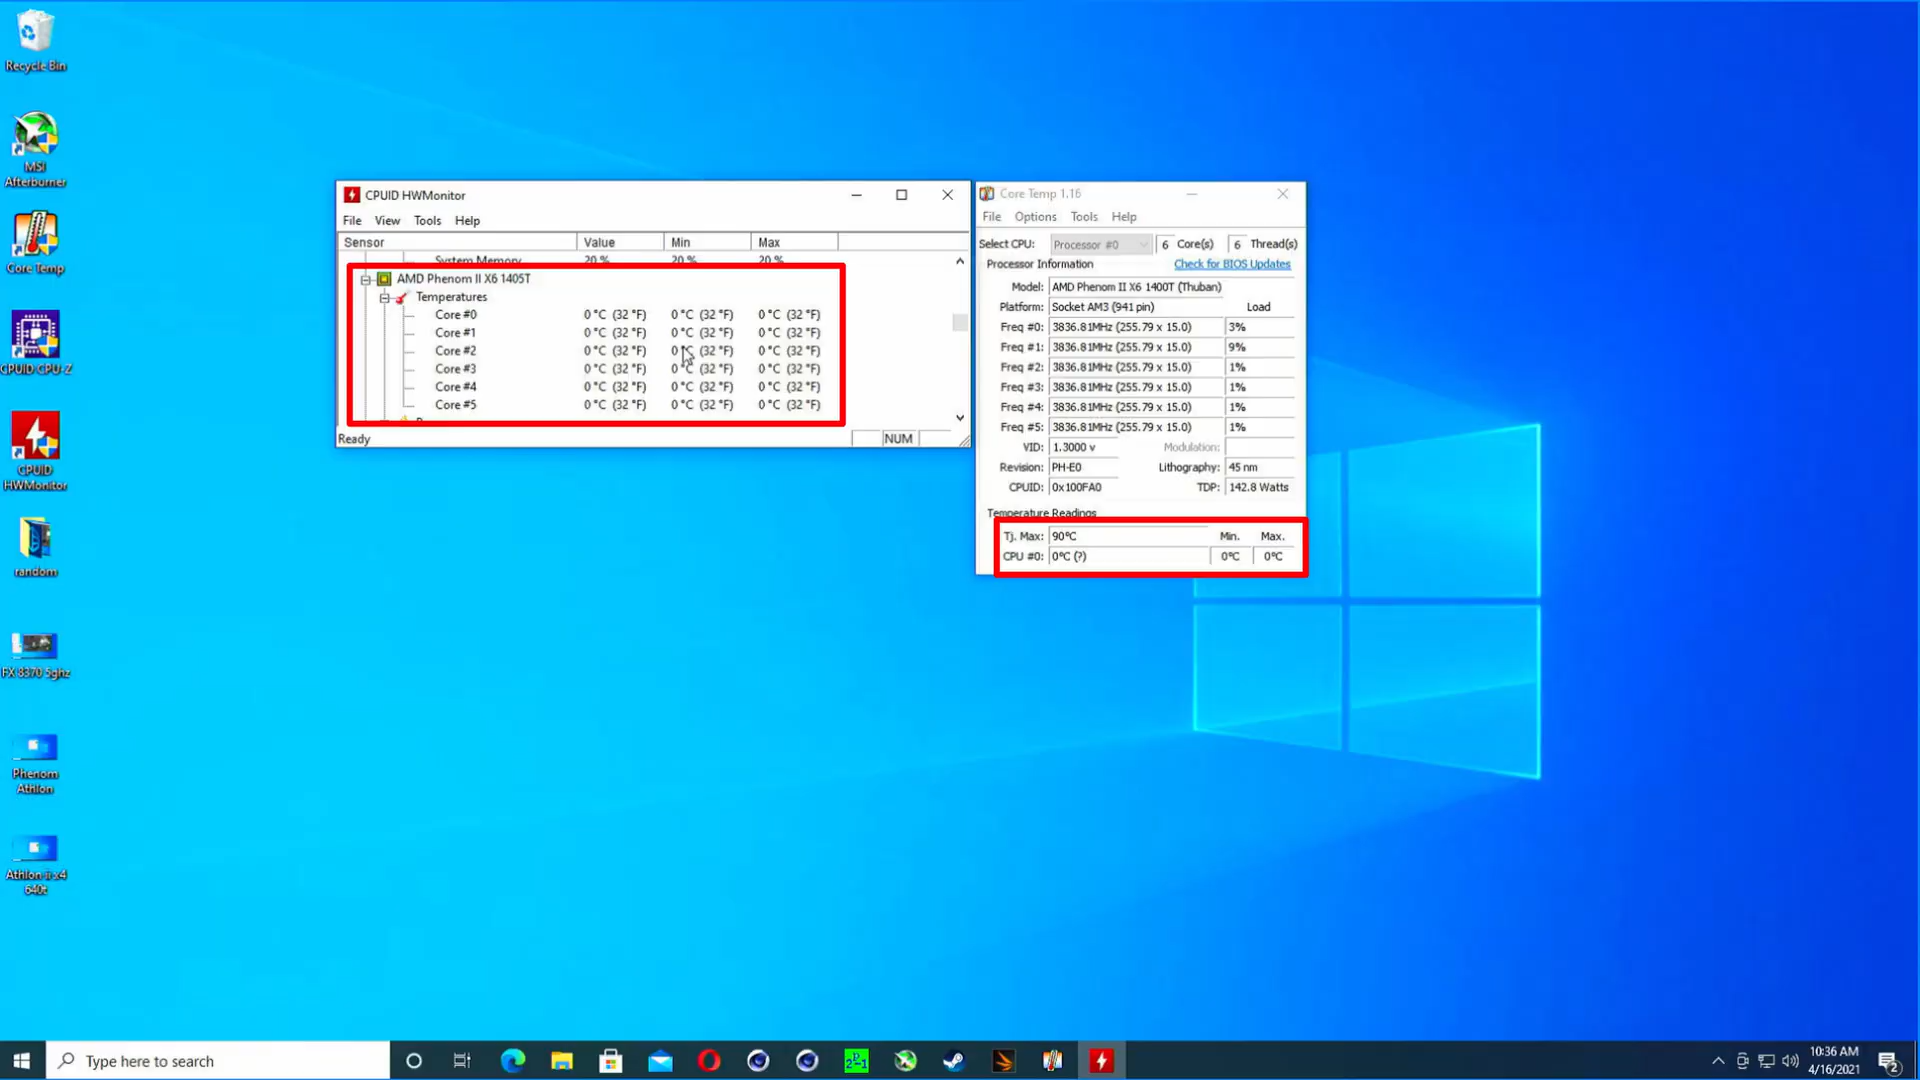 Recycle Bin
MSI
Afterburner
Core Temp
CPUID CPU-Z
CPUID
HWMonitor
random
FX 8370 5ghz
Phenom
Athlon
Athlon ii x4
640t
CPUID HWMonitor
File View Tools Help
Sensor Value Min Max
System Memory 20 % 20 % 20 %
AMD Phenom II X6 1405T
Temperatures
Core #0 0 °C (32 °F) 0 °C (32 °F) 0 °C (32 °F)
Core #1 0 °C (32 °F) 0 °C (32 °F) 0 °C (32 °F)
Core #2 0 °C (32 °F) 0 °C (32 °F) 0 °C (32 °F)
Core #3 0 °C (32 °F) 0 °C (32 °F) 0 °C (32 °F)
Core #4 0 °C (32 °F) 0 °C (32 °F) 0 °C (32 °F)
Core #5 0 °C (32 °F) 0 °C (32 °F) 0 °C (32 °F)
Ready NUM
Core Temp 1.16
File Options Tools Help
Select CPU: Processor #0 6 Core(s) 6 Thread(s)
Processor Information Check for BIOS Updates
Model: AMD Phenom II X6 1400T (Thuban)
Platform: Socket AM3 (941 pin) Load
Freq #0: 3836.81MHz (255.79 x 15.0) 3%
Freq #1: 3836.81MHz (255.79 x 15.0) 9%
Freq #2: 3836.81MHz (255.79 x 15.0) 1%
Freq #3: 3836.81MHz (255.79 x 15.0) 1%
Freq #4: 3836.81MHz (255.79 x 15.0) 1%
Freq #5: 3836.81MHz (255.79 x 15.0) 1%
VID: 1.3000 v Modulation:
Revision: PH-E0 Lithography: 45 nm
CPUID: 0x100FA0 TDP: 142.8 Watts
Temperature Readings
Tj. Max: 90°C Min. Max.
CPU #0: 0°C (?) 0°C 0°C
Type here to search
10:36 AM
4/16/2021
2